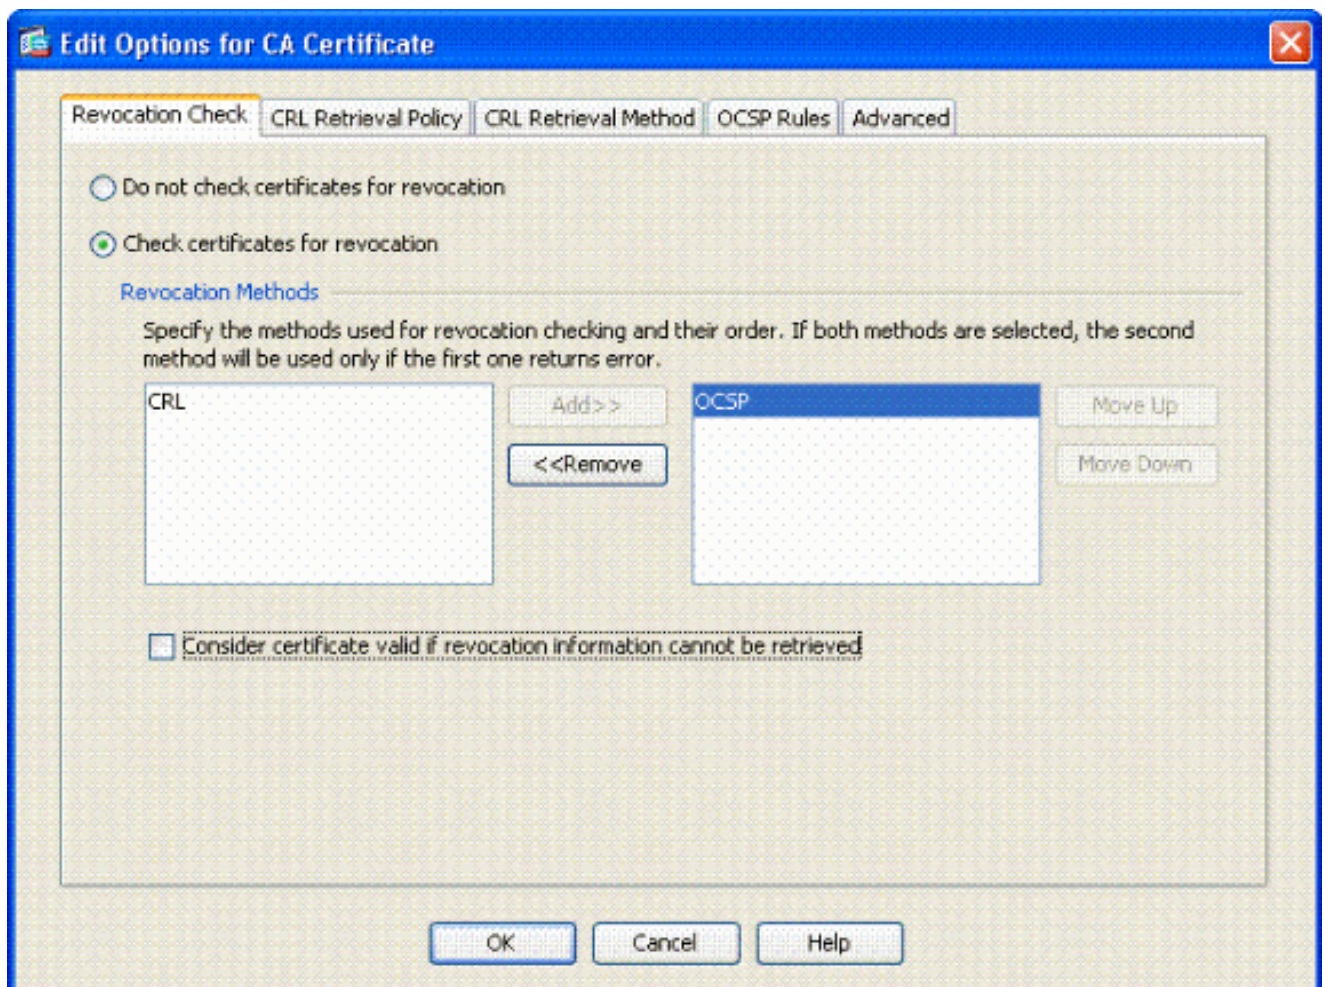 Edit Options for CA Certificate
Revocation Check CRL Retrieval Policy CRL Retrieval Method OCSP Rules Advanced
Do not check certificates for revocation
Check certificates for revocation
Revocation Methods
Specify the methods used for revocation checking and their order. If both methods are selected, the second
method will be used only if the first one returns error.
CRL Add>> OCSP Move Up
<<Remove Move Down
Consider certificate valid if revocation information cannot be retrieved
OK Cancel Help